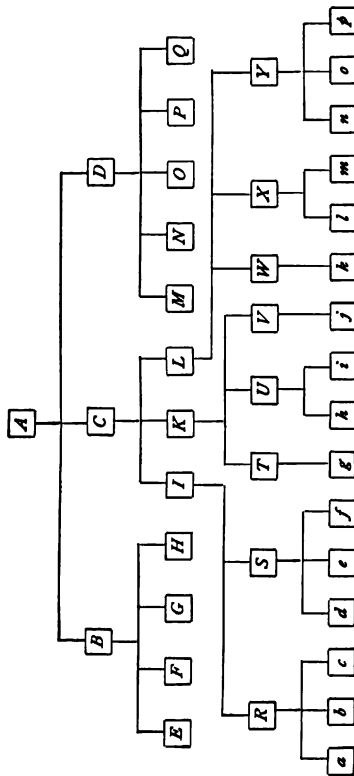 A
B C D
E F G H I K L M N O P Q
R S T U V W X Y
a b c d e f g h i j k l m n o p